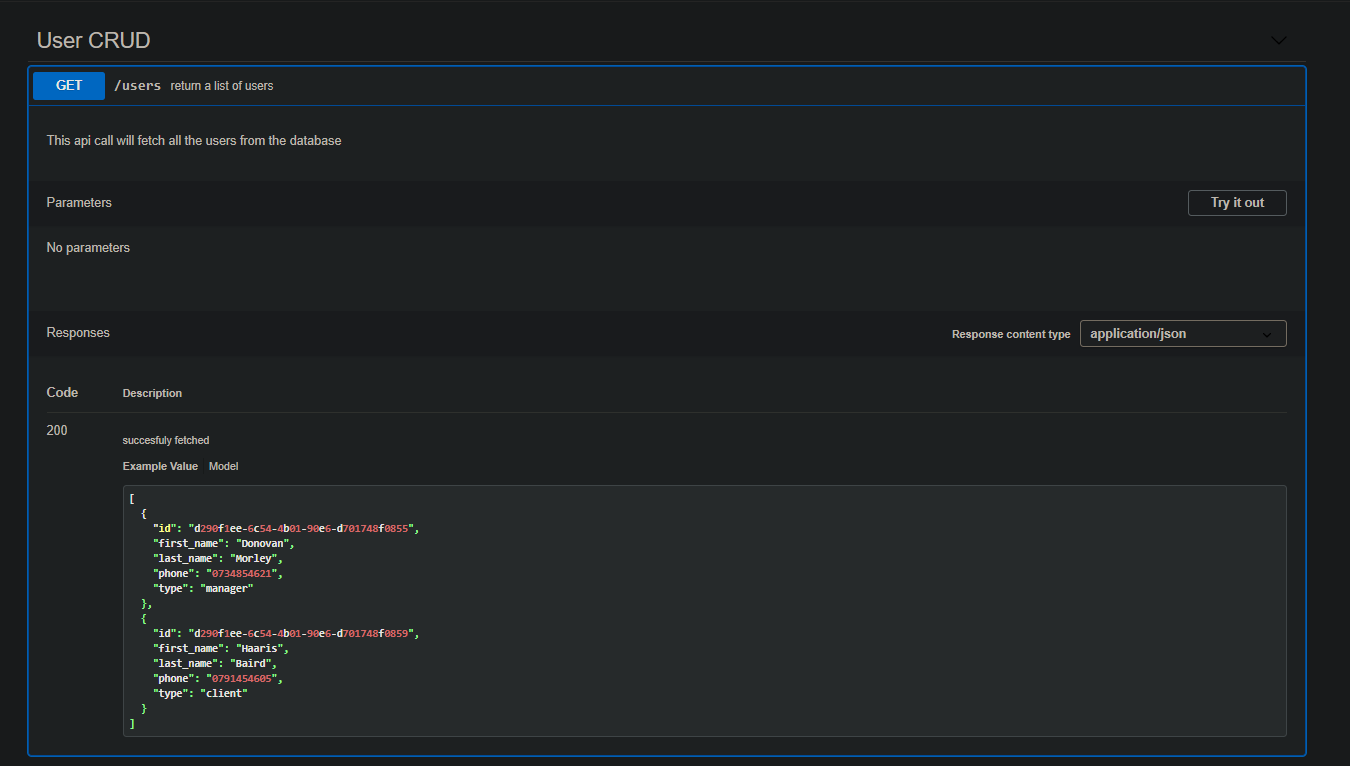 User CRUD
GET /users return a list of users
This api call will fetch all the users from the database
Parameters Try it out
No parameters
Responses Response content type application/json
Code Description
200
succesfuly fetched
Example Value Model
[
{
"id": "d290f1ee-6c54-4b01-90e6-d701748f0855",
"first_name": "Donovan",
"last_name": "Morley",
"phone": "0734854621",
"type": "manager"
},
{
"id": "d290f1ee-6c54-4b01-90e6-d701748f0859",
"first_name": "Haaris",
"last_name": "Baird",
"phone": "0791454605",
"type": "client"
}
]